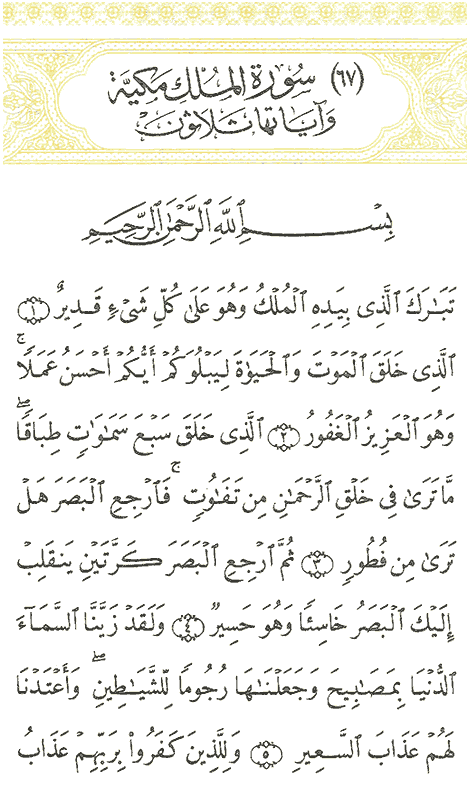 (٦٧) سُورَةُ المُلكِ مَكيَّة
وَآيَاتُهَا ثَلَاثُونَ
بِسْمِ ٱللَّهِ ٱلرَّحْمَٰنِ ٱلرَّحِيمِ
تَبَٰرَكَ ٱلَّذِى بِيَدِهِ ٱلْمُلْكُ وَهُوَ عَلَىٰ كُلِّ شَىْءٍ قَدِيرٌ ١
ٱلَّذِى خَلَقَ ٱلْمَوْتَ وَٱلْحَيَوٰةَ لِيَبْلُوَكُمْ أَيُّكُمْ أَحْسَنُ عَمَلًا ۚ
وَهُوَ ٱلْعَزِيزُ ٱلْغَفُورُ ٢ ٱلَّذِى خَلَقَ سَبْعَ سَمَٰوَٰتٍ طِبَاقًا ۖ
مَّا تَرَىٰ فِى خَلْقِ ٱلرَّحْمَٰنِ مِن تَفَٰوُتٍ ۖ فَٱرْجِعِ ٱلْبَصَرَ هَلْ
تَرَىٰ مِن فُطُورٍ ٣ ثُمَّ ٱرْجِعِ ٱلْبَصَرَ كَرَّتَيْنِ يَنقَلِبْ
إِلَيْكَ ٱلْبَصَرُ خَاسِئًا وَهُوَ حَسِيرٌ ٤ وَلَقَدْ زَيَّنَّا ٱلسَّمَآءَ
ٱلدُّنْيَا بِمَصَٰبِيحَ وَجَعَلْنَٰهَا رُجُومًا لِّلشَّيَٰطِينِ ۖ وَأَعْتَدْنَا
لَهُمْ عَذَابَ ٱلسَّعِيرِ ٥ وَلِلَّذِينَ كَفَرُوا۟ بِرَبِّهِمْ عَذَابُ